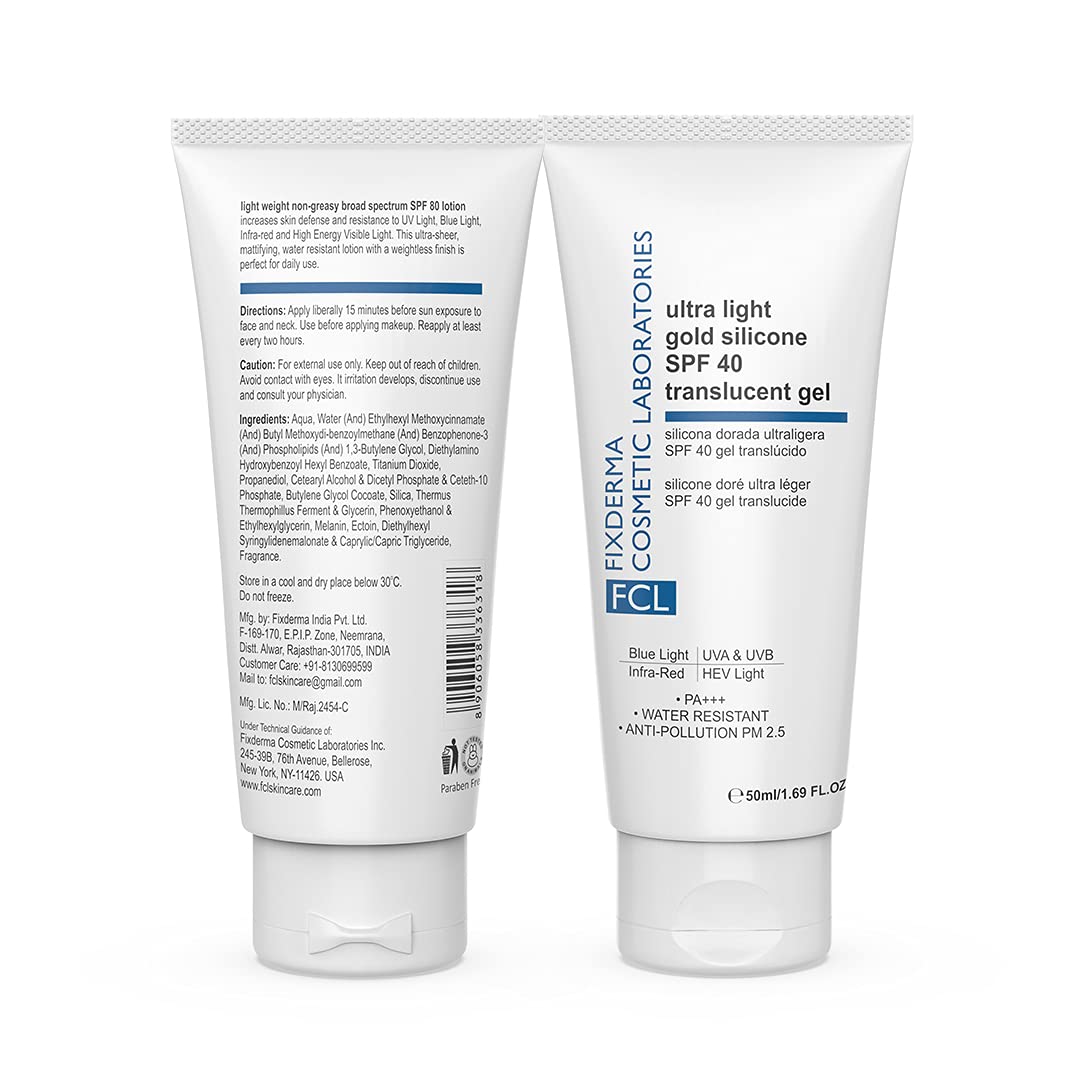 light weight non-greasy broad spectrum SPF 80 lotion
increases skin defense and resistance to UV Light, Blue Light,
Infra-red and High Energy Visible Light. This ultra-sheer,
mattifying, water resistant lotion with a weightless finish is
perfect for daily use.
Directions: Apply liberally 15 minutes before sun exposure to
face and neck. Use before applying makeup. Reapply at least
every two hours.
Caution: For external use only. Keep out of reach of children.
Avoid contact with eyes. It irritation develops, discontinue use
and consult your physician.
Ingredients: Aqua, Water (And) Ethylhexyl Methoxycinnamate
(And) Butyl Methoxydi-benzoylmethane (And) Benzophenone-3
(And) Phospholipids (And) 1,3-Butylene Glycol, Diethylamino
Hydroxybenzoyl Hexyl Benzoate, Titanium Dioxide,
Propanediol, Cetearyl Alcohol & Dicetyl Phosphate & Ceteth-10
Phosphate, Butylene Glycol Cocoate, Silica, Thermus
Thermophillus Ferment & Glycerin, Phenoxyethanol &
Ethylhexylglycerin, Melanin, Ectoin, Diethylhexyl
Syringylidenemalonate & Caprylic/Capric Triglyceride,
Fragrance.
Store in a cool and dry place below 30°C.
Do not freeze.
Mfg. by: Fixderma India Pvt. Ltd.
F-169-170, E.P.I.P. Zone, Neemrana,
Distt. Alwar, Rajasthan-301705, INDIA
Customer Care: +91-8130699599
Mail to: fclskincare@gmail.com
Mfg. Lic. No.: M/Raj.2454-C
Under Technical Guidance of:
Fixderma Cosmetic Laboratories Inc.
245-39B, 76th Avenue, Bellerose,
New York, NY-11426. USA
www.fclskincare.com
8 906058 336318
Paraben Free
FIXDERMA
COSMETIC LABORATORIES
FCL
ultra light
gold silicone
SPF 40
translucent gel
silicona dorada ultraligera
SPF 40 gel translúcido
silicone doré ultra léger
SPF 40 gel translucide
Blue Light UVA & UVB
Infra-Red HEV Light
• PA+++
• WATER RESISTANT
• ANTI-POLLUTION PM 2.5
℮50ml/1.69 FL.OZ